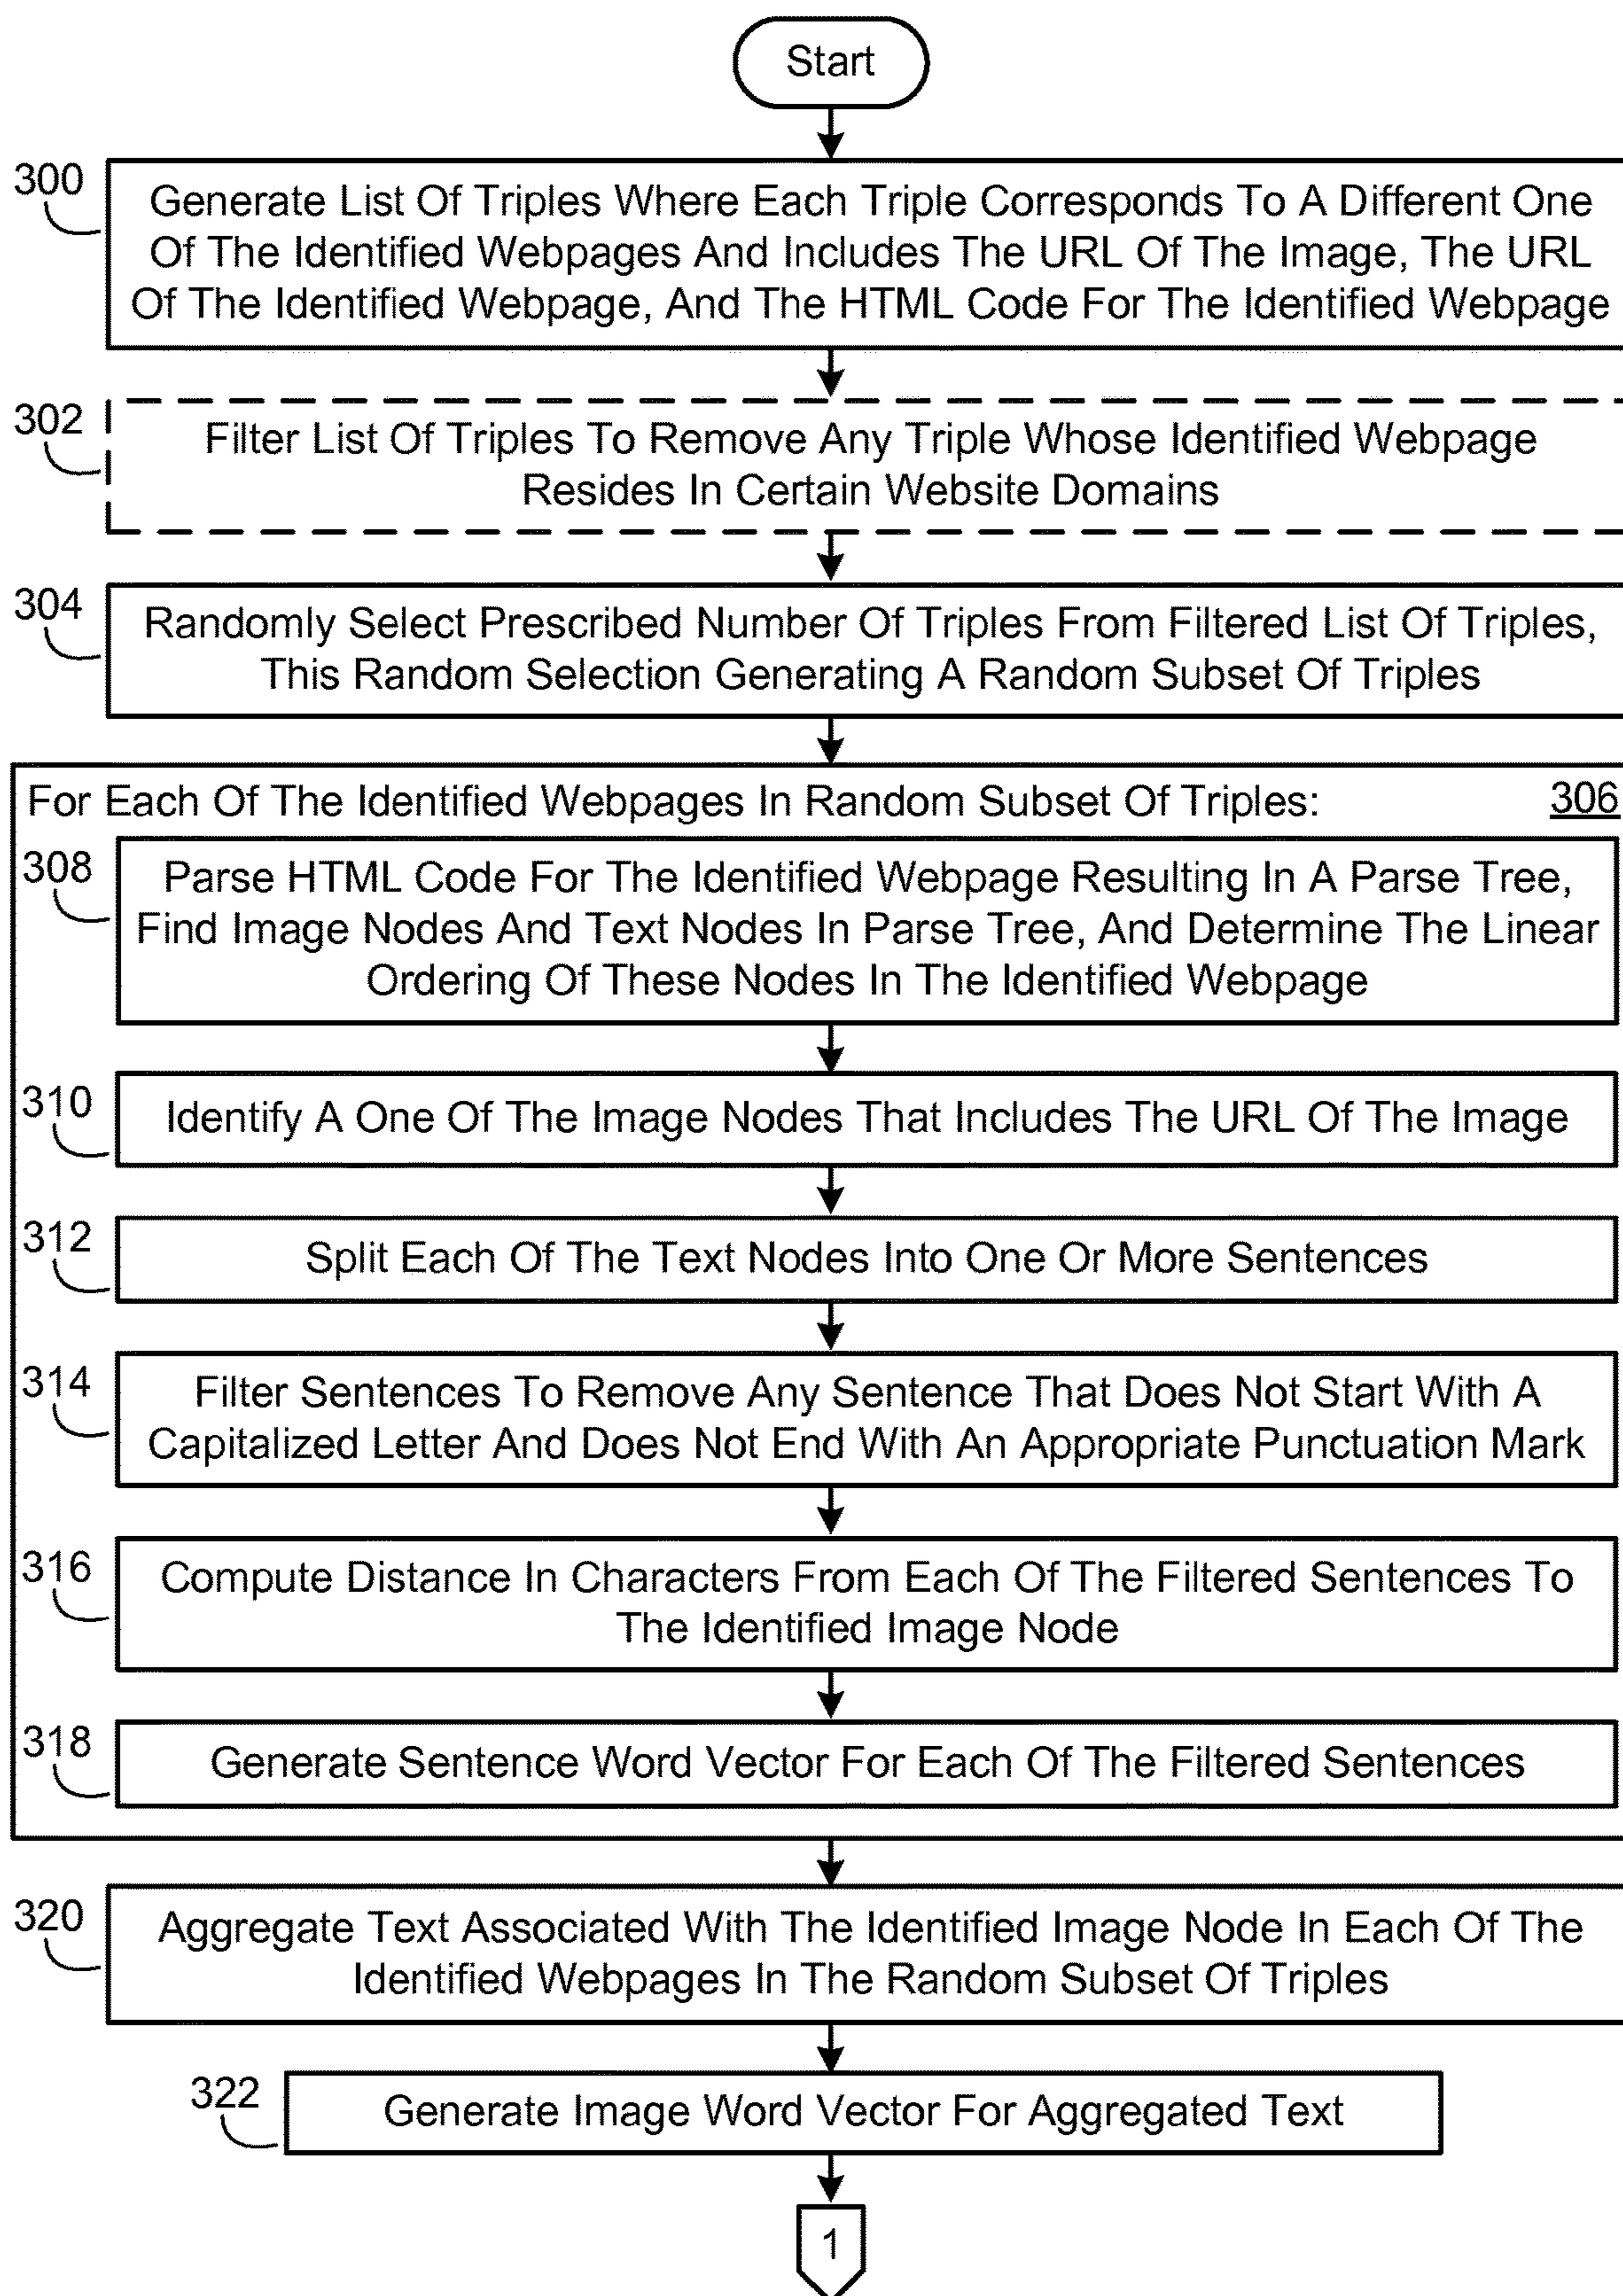 Start
300
Generate List Of Triples Where Each Triple Corresponds To A Different One
Of The Identified Webpages And Includes The URL Of The Image, The URL
Of The Identified Webpage, And The HTML Code For The Identified Webpage
302
Filter List Of Triples To Remove Any Triple Whose Identified Webpage
Resides In Certain Website Domains
304
Randomly Select Prescribed Number Of Triples From Filtered List Of Triples,
This Random Selection Generating A Random Subset Of Triples
For Each Of The Identified Webpages In Random Subset Of Triples: 306
308
Parse HTML Code For The Identified Webpage Resulting In A Parse Tree,
Find Image Nodes And Text Nodes In Parse Tree, And Determine The Linear
Ordering Of These Nodes In The Identified Webpage
310
Identify A One Of The Image Nodes That Includes The URL Of The Image
312
Split Each Of The Text Nodes Into One Or More Sentences
314
Filter Sentences To Remove Any Sentence That Does Not Start With A
Capitalized Letter And Does Not End With An Appropriate Punctuation Mark
316
Compute Distance In Characters From Each Of The Filtered Sentences To
The Identified Image Node
318
Generate Sentence Word Vector For Each Of The Filtered Sentences
320
Aggregate Text Associated With The Identified Image Node In Each Of The
Identified Webpages In The Random Subset Of Triples
322
Generate Image Word Vector For Aggregated Text
1